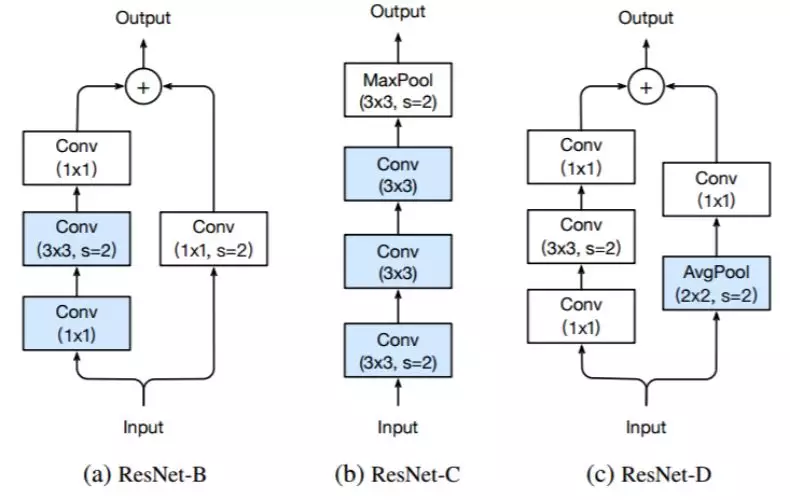 Output
+
Conv
(1x1)
Conv
(3x3, s=2)
Conv
(1x1, s=2)
Conv
(1x1)
Input
(a) ResNet-B
Output
MaxPool
(3x3, s=2)
Conv
(3x3)
Conv
(3x3)
Conv
(3x3, s=2)
Input
(b) ResNet-C
Output
+
Conv
(1x1)
Conv
(1x1)
Conv
(3x3, s=2)
AvgPool
(2x2, s=2)
Conv
(1x1)
Input
(c) ResNet-D